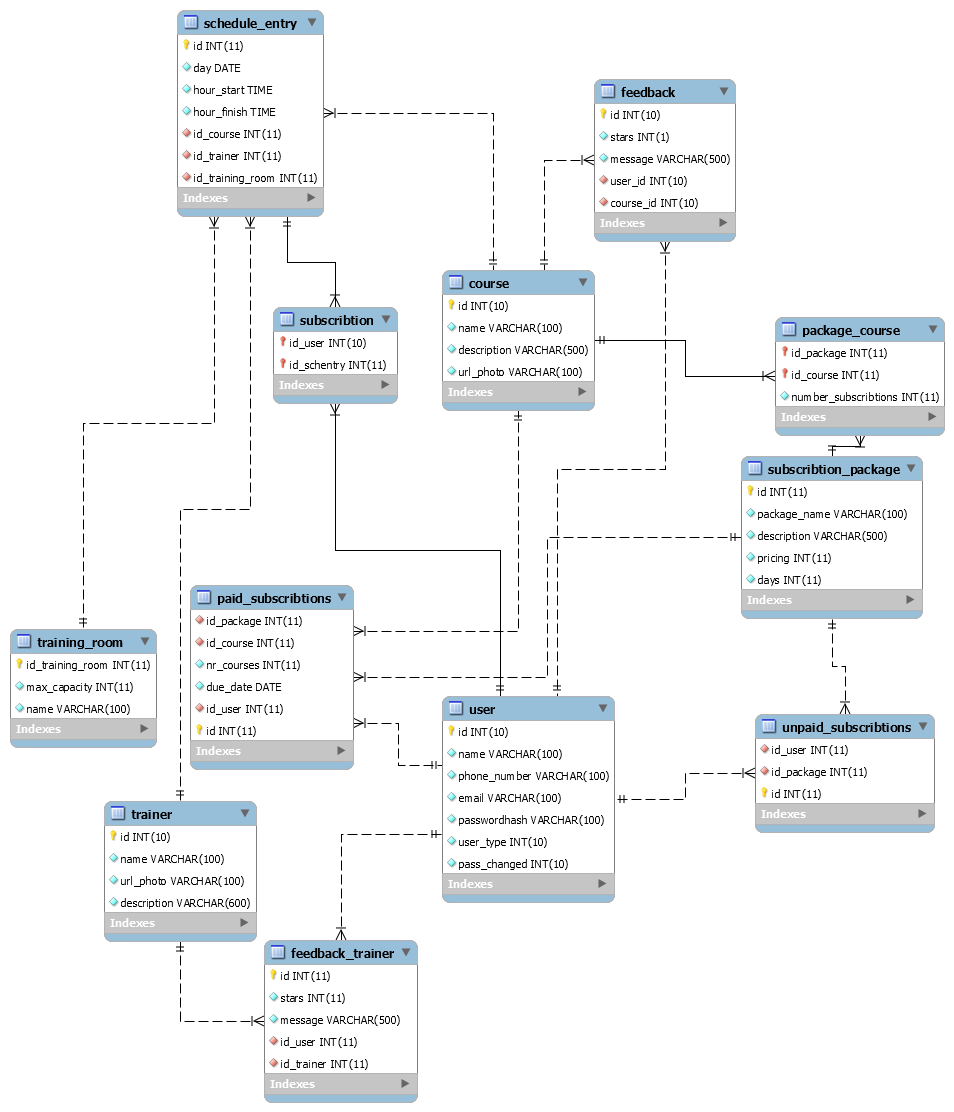 schedule_entry
id INT(11)
day DATE
hour_start TIME
hour_finish TIME
id_course INT(11)
id_trainer INT(11)
id_training_room INT(11)
Indexes
feedback
id INT(10)
stars INT(1)
message VARCHAR(500)
user_id INT(10)
course_id INT(10)
Indexes
course
id INT(10)
name VARCHAR(100)
description VARCHAR(500)
url_photo VARCHAR(100)
Indexes
subscribtion
id_user INT(10)
id_schentry INT(11)
Indexes
package_course
id_package INT(11)
id_course INT(11)
number_subscribtions INT(11)
Indexes
subscribtion_package
id INT(11)
package_name VARCHAR(100)
description VARCHAR(500)
pricing INT(11)
days INT(11)
Indexes
paid_subscribtions
id_package INT(11)
id_course INT(11)
nr_courses INT(11)
due_date DATE
id_user INT(11)
id INT(11)
Indexes
training_room
id_training_room INT(11)
max_capacity INT(11)
name VARCHAR(100)
Indexes
user
id INT(10)
name VARCHAR(100)
phone_number VARCHAR(100)
email VARCHAR(100)
passwordhash VARCHAR(100)
user_type INT(10)
pass_changed INT(10)
Indexes
unpaid_subscribtions
id_user INT(11)
id_package INT(11)
id INT(11)
Indexes
trainer
id INT(10)
name VARCHAR(100)
url_photo VARCHAR(100)
description VARCHAR(600)
Indexes
feedback_trainer
id INT(11)
stars INT(11)
message VARCHAR(500)
id_user INT(11)
id_trainer INT(11)
Indexes